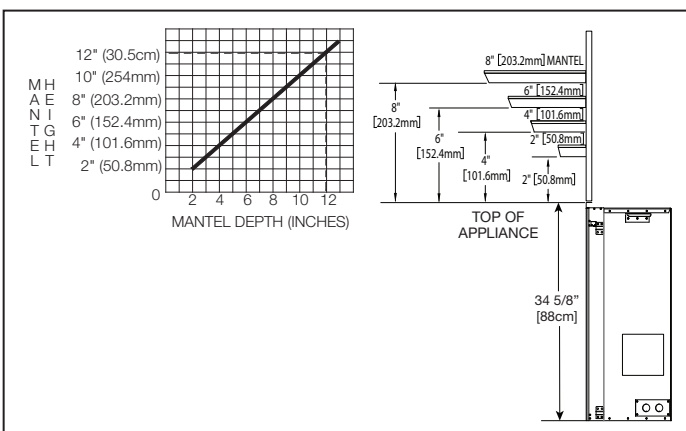 MANTEL HEIGHT
12" (30.5cm)
10" (254mm)
8" (203.2mm)
6" (152.4mm)
4" (101.6mm)
2" (50.8mm)
0
2 4 6 8 10 12
MANTEL DEPTH (INCHES)
8" [203.2mm] MANTEL
6" [152.4mm]
4" [101.6mm]
2" [50.8mm]
8"
[203.2mm]
6"
[152.4mm]
4"
[101.6mm]
2" [50.8mm]
TOP OF
APPLIANCE
34 5/8”
[88cm]